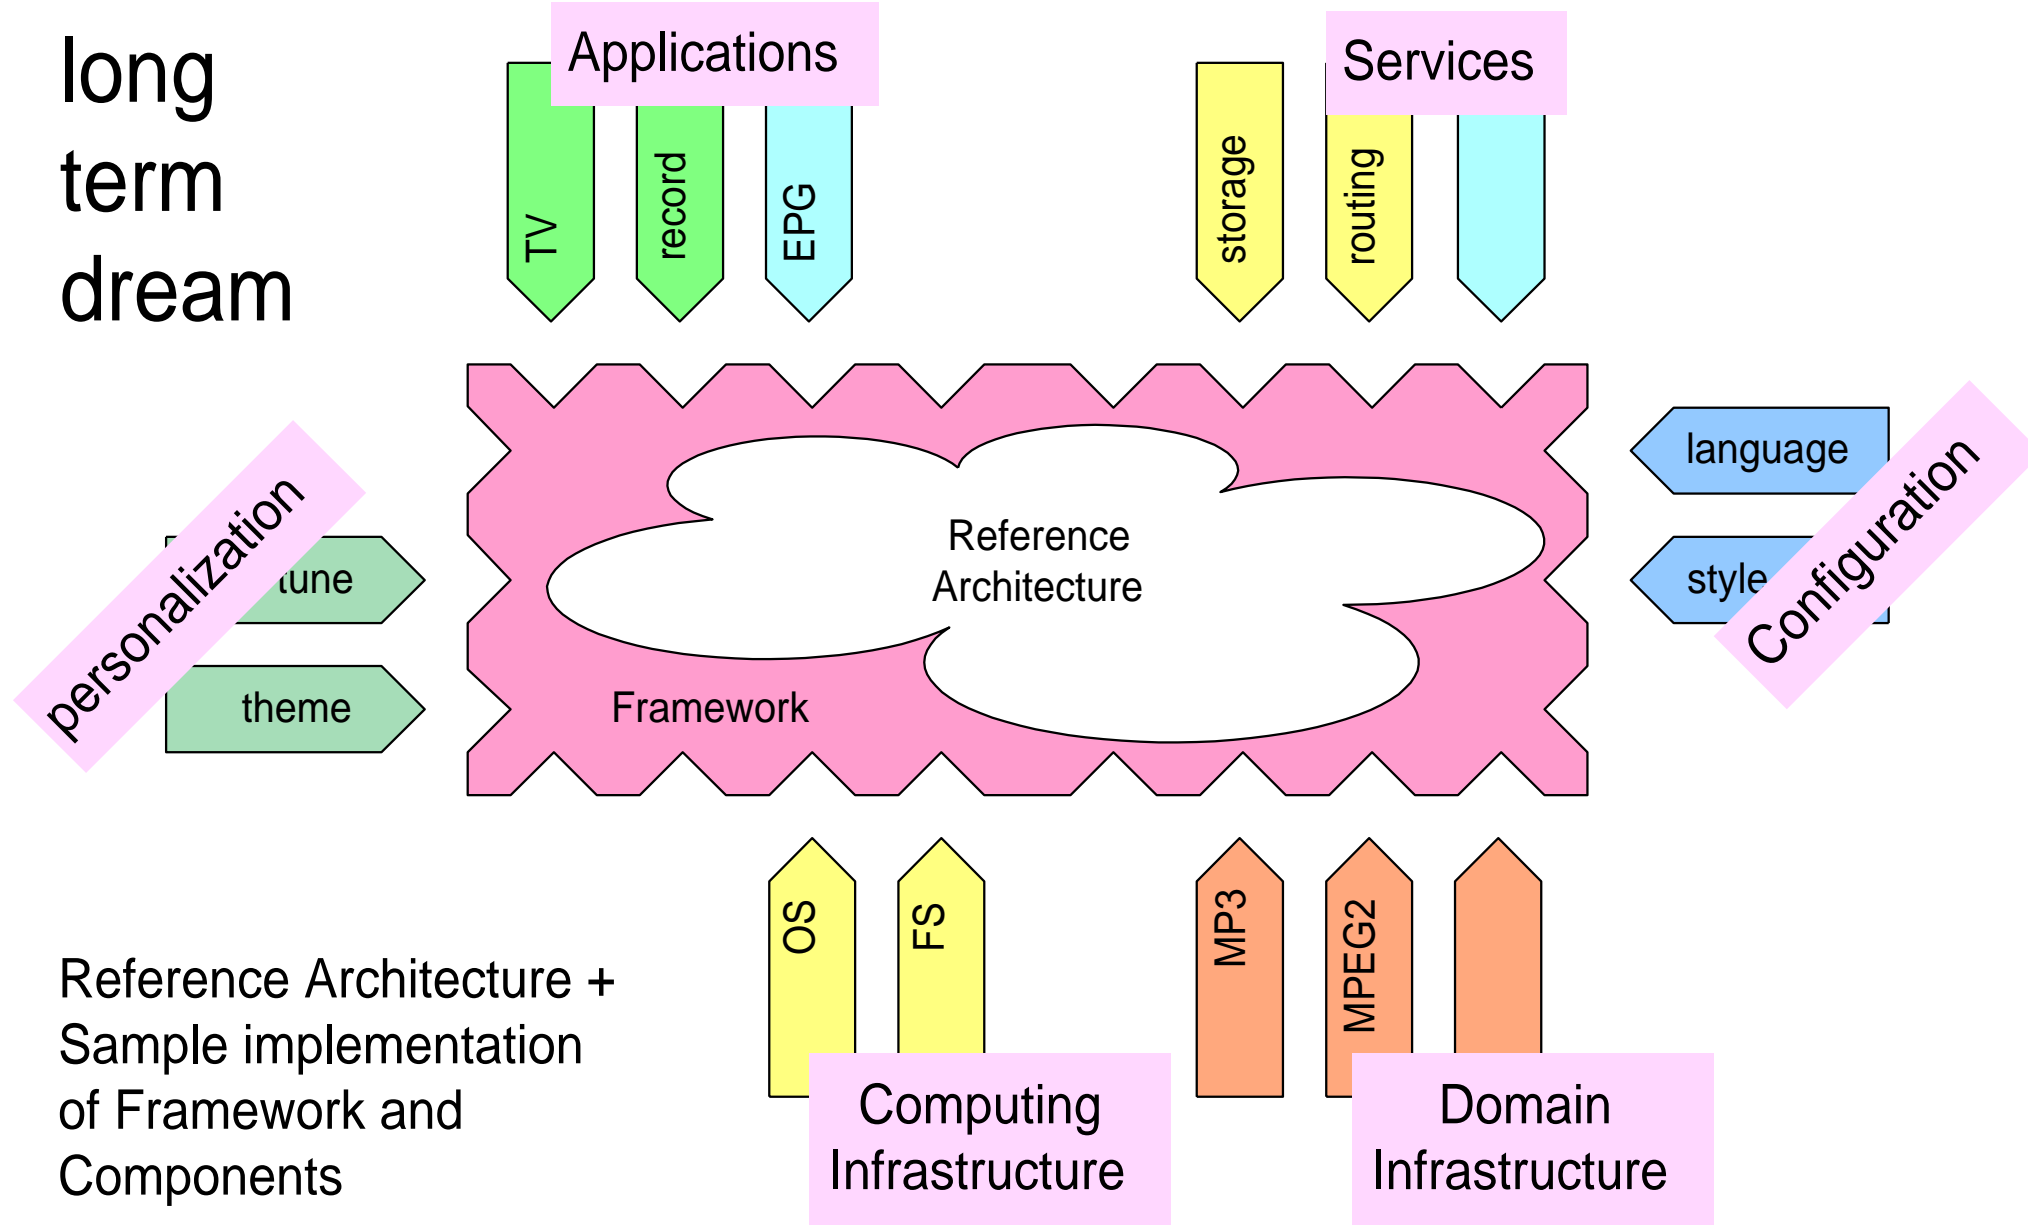 long
term
dream
Applications
Services
TV
record
EPG
storage
routing
personalization
tune
theme
Reference
Architecture
Framework
language
style
Configuration
OS
FS
MP3
MPEG2
Computing
Infrastructure
Domain
Infrastructure
Reference Architecture +
Sample implementation
of Framework and
Components